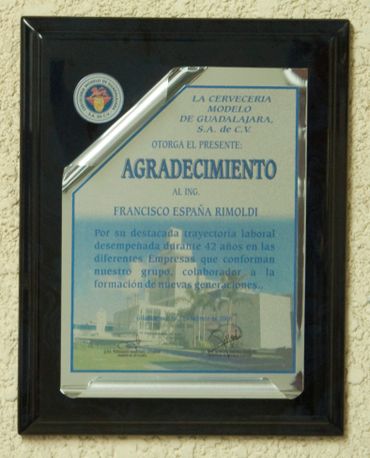 LA CERVECERIA
MODELO
DE GUADALAJARA,
S.A. de C.V.
OTORGA EL PRESENTE:
AGRADECIMIENTO
AL ING.
FRANCISCO ESPAÑA RIMOLDI
Por su destacada trayectoria laboral
desempeñada durante 42 años en las
diferentes Empresas que conforman
nuestro grupo, colaborador a la
formación de nuevas generaciones..